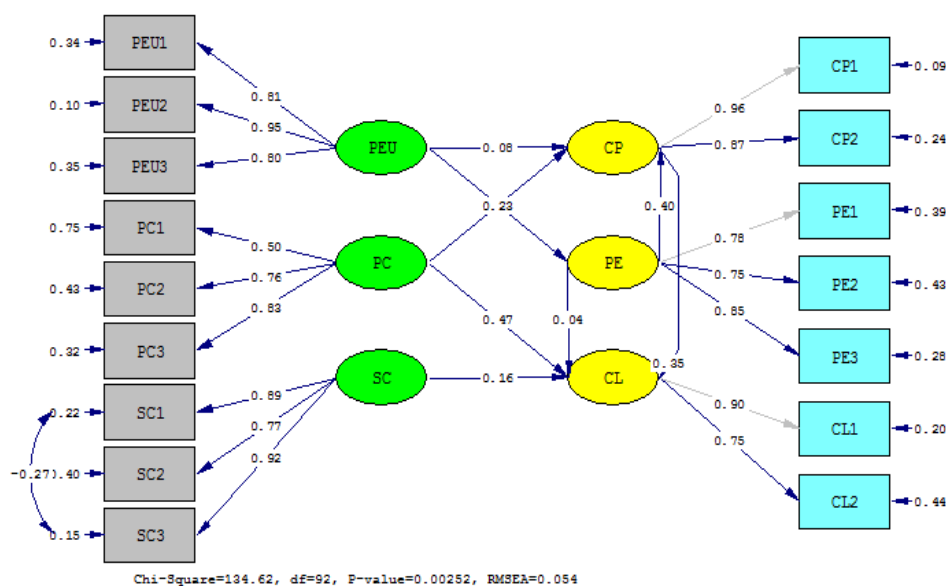 0.34 PEU1
0.10 PEU2
0.35 PEU3
0.75 PC1
0.43 PC2
0.32 PC3
0.22 SC1
0.40 SC2
0.15 SC3
-0.27
0.81
0.95
0.80
0.50
0.76
0.83
0.89
0.77
0.92
PEU
PC
SC
0.08
0.23
0.47
0.16
CP
PE
CL
0.40
0.04
0.35
0.96
0.87
0.78
0.75
0.85
0.90
0.75
CP1 0.09
CP2 0.24
PE1 0.39
PE2 0.43
PE3 0.28
CL1 0.20
CL2 0.44
Chi-Square=134.62, df=92, P-value=0.00252, RMSEA=0.054